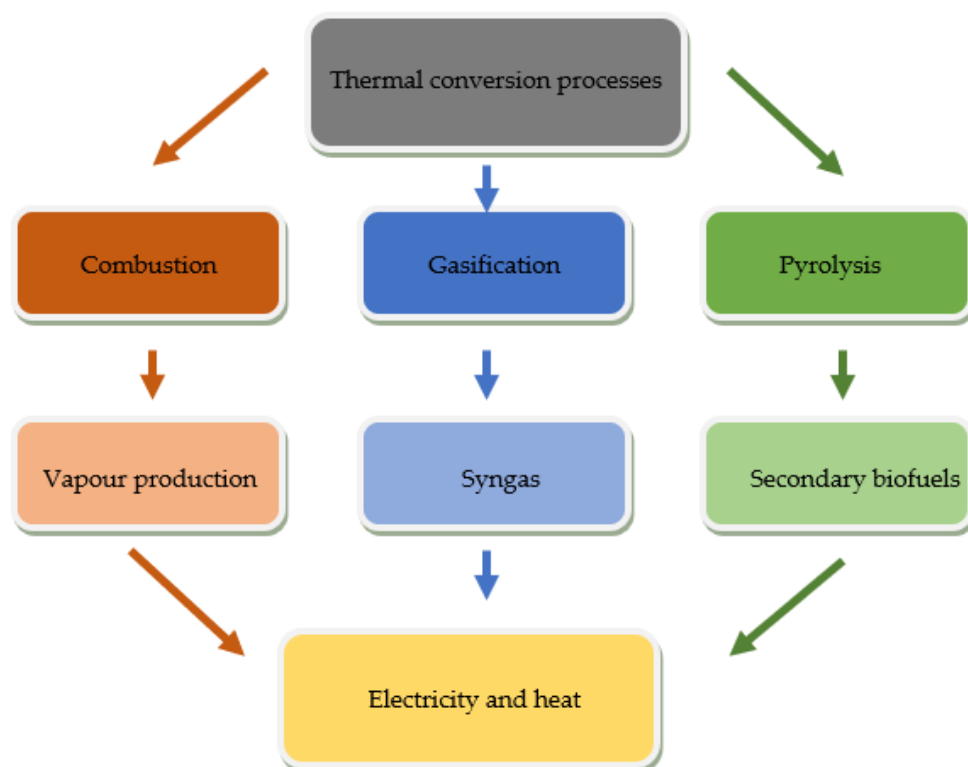 Thermal conversion processes
Combustion
Gasification
Pyrolysis
Vapour production
Syngas
Secondary biofuels
Electricity and heat